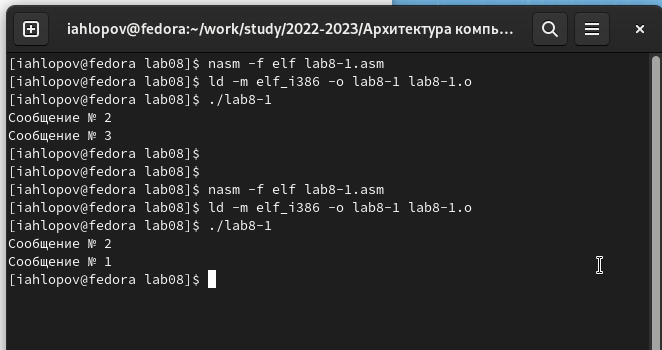 iahlopov@fedora:~/work/study/2022-2023/Архитектура компь...
[iahlopov@fedora lab08]$ nasm -f elf lab8-1.asm
[iahlopov@fedora lab08]$ ld -m elf_i386 -o lab8-1 lab8-1.o
[iahlopov@fedora lab08]$ ./lab8-1
Сообщение № 2
Сообщение № 3
[iahlopov@fedora lab08]$
[iahlopov@fedora lab08]$
[iahlopov@fedora lab08]$ nasm -f elf lab8-1.asm
[iahlopov@fedora lab08]$ ld -m elf_i386 -o lab8-1 lab8-1.o
[iahlopov@fedora lab08]$ ./lab8-1
Сообщение № 2
Сообщение № 1
[iahlopov@fedora lab08]$